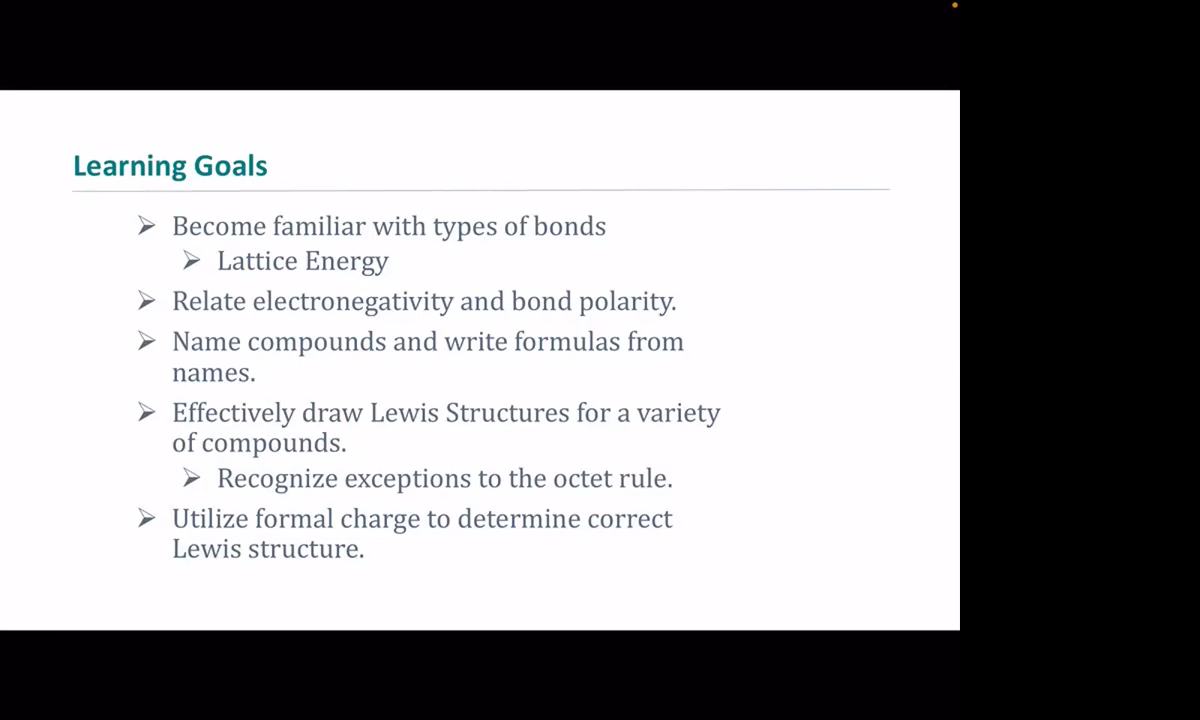 Learning Goals
Become familiar with types of bonds
Lattice Energy
Relate electronegativity and bond polarity.
Name compounds and write formulas from
names.
Effectively draw Lewis Structures for a variety
of compounds.
Recognize exceptions to the octet rule.
Utilize formal charge to determine correct
Lewis structure.